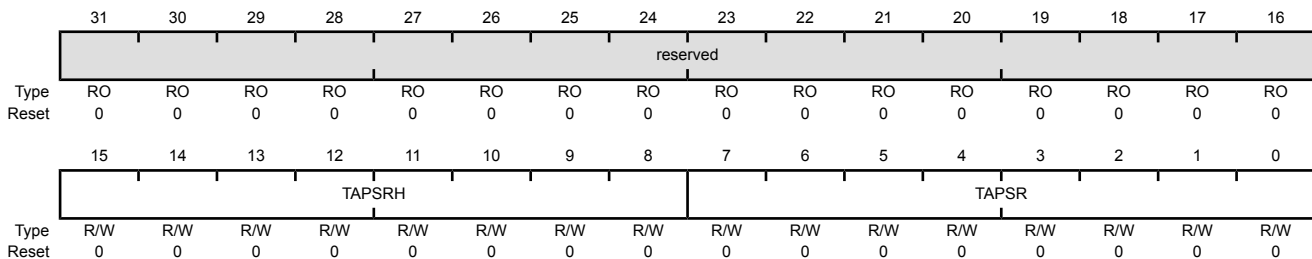 31 30 29 28 27 26 25 24 23 22 21 20 19 18 17 16
reserved
Type RO RO RO RO RO RO RO RO RO RO RO RO RO RO RO RO
Reset 0 0 0 0 0 0 0 0 0 0 0 0 0 0 0 0
15 14 13 12 11 10 9 8 7 6 5 4 3 2 1 0
TAPSRH TAPSR
Type R/W R/W R/W R/W R/W R/W R/W R/W R/W R/W R/W R/W R/W R/W R/W R/W
Reset 0 0 0 0 0 0 0 0 0 0 0 0 0 0 0 0